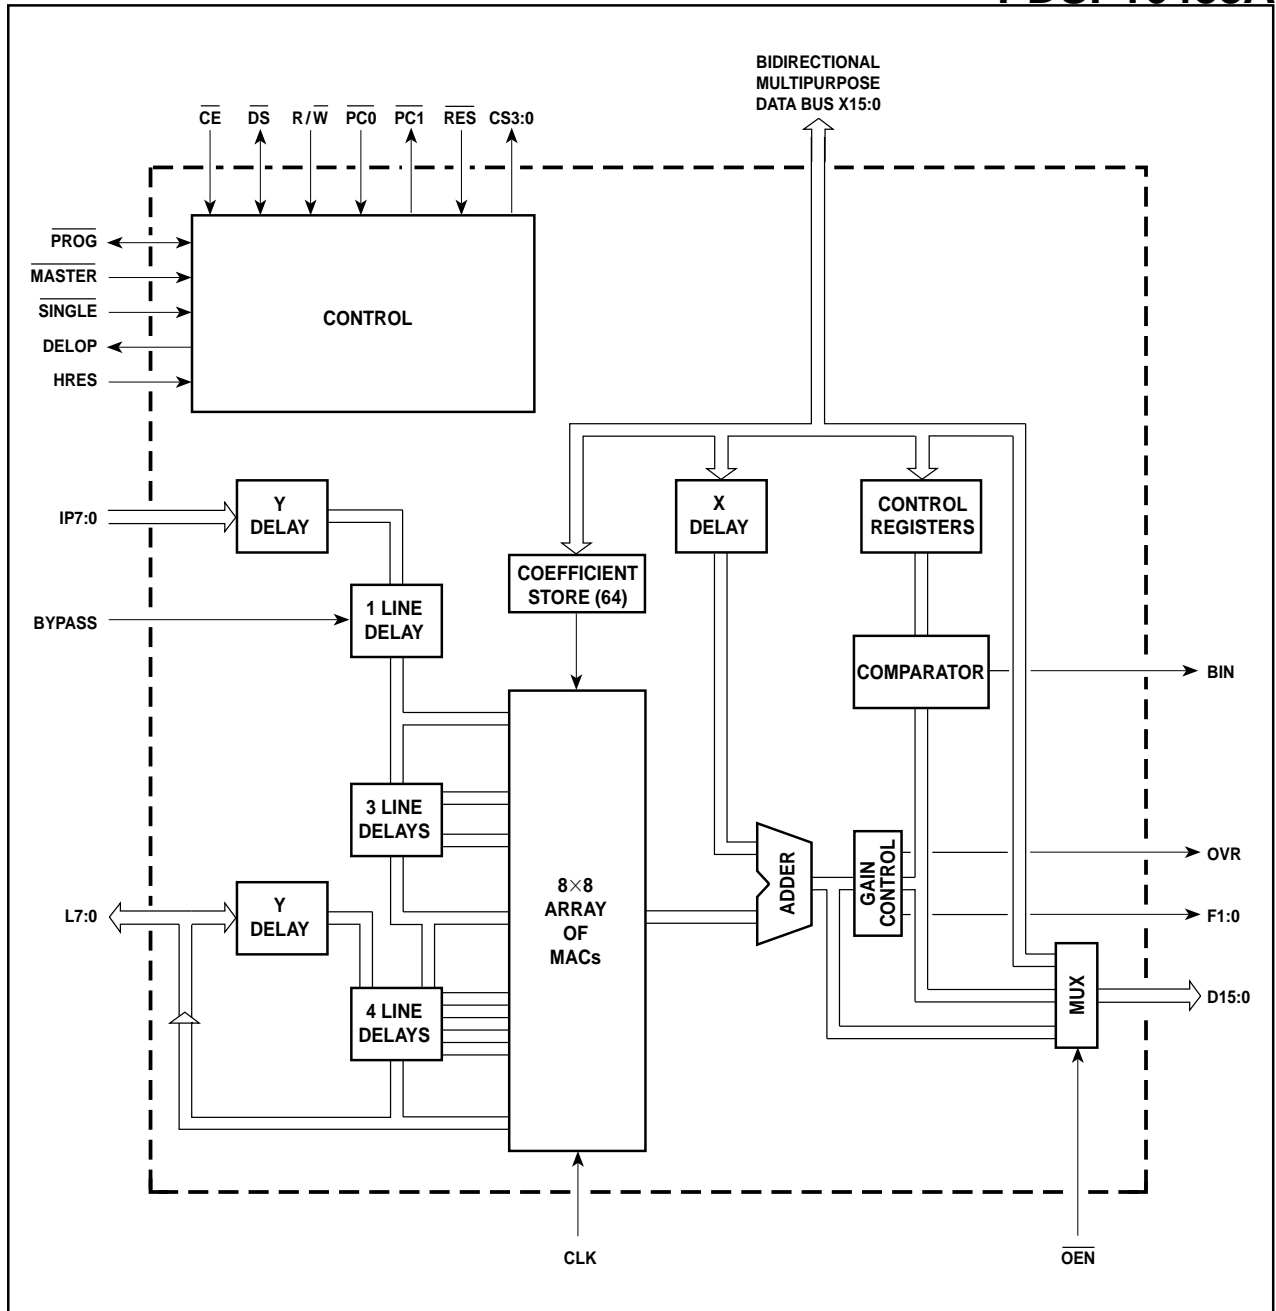 BIDIRECTIONAL
MULTIPURPOSE
DATA BUS X15:0
CE DS R/W PC0 PC1 RES CS3:0
PROG
MASTER
SINGLE
DELOP
HRES
CONTROL
IP7:0
Y
DELAY
X
DELAY
CONTROL
REGISTERS
COEFFICIENT
STORE (64)
BYPASS
1 LINE
DELAY
COMPARATOR
BIN
3 LINE
DELAYS
ADDER
GAIN
CONTROL
OVR
F1:0
L7:0
Y
DELAY
8×8
ARRAY
OF
MACs
4 LINE
DELAYS
MUX
D15:0
CLK
OEN